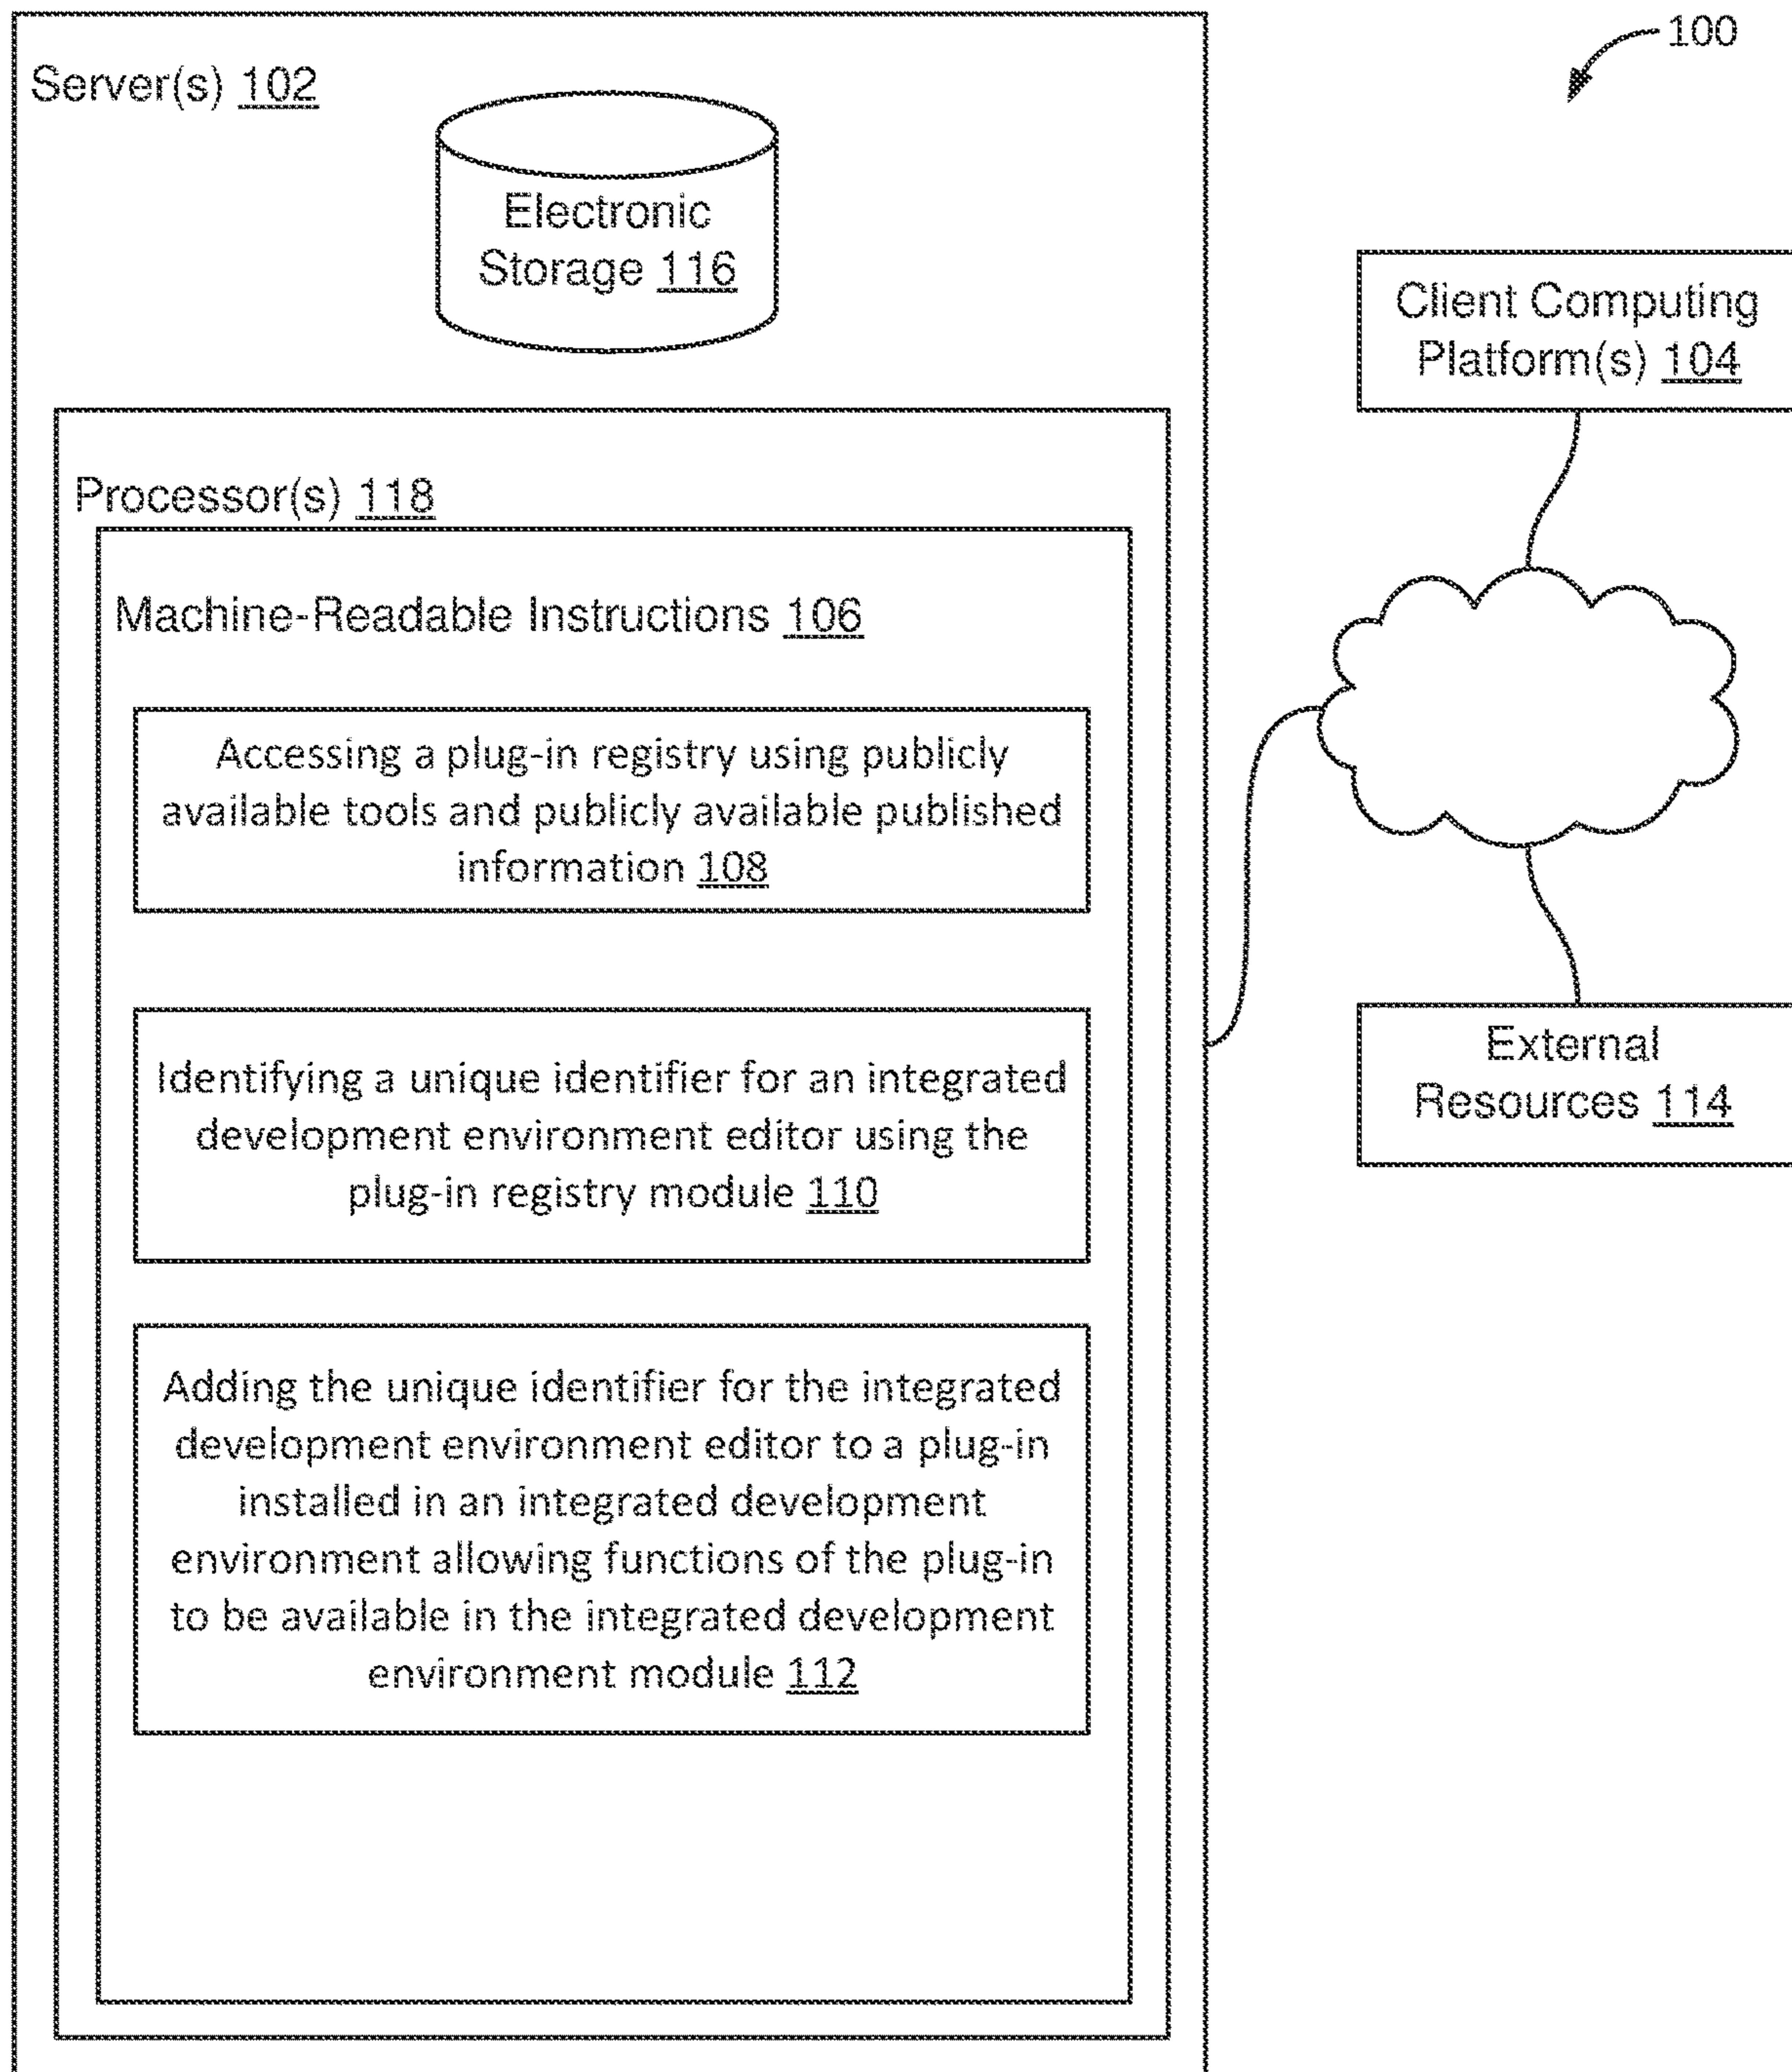 100
Server(s) 102
Electronic
Storage 116
Client Computing
Platform(s) 104
Processor(s) 118
Machine-Readable Instructions 106
Accessing a plug-in registry using publicly
available tools and publicly available published
information 108
Identifying a unique identifier for an integrated
development environment editor using the
plug-in registry module 110
External
Resources 114
Adding the unique identifier for the integrated
development environment editor to a plug-in
installed in an integrated development
environment allowing functions of the plug-in
to be available in the integrated development
environment module 112